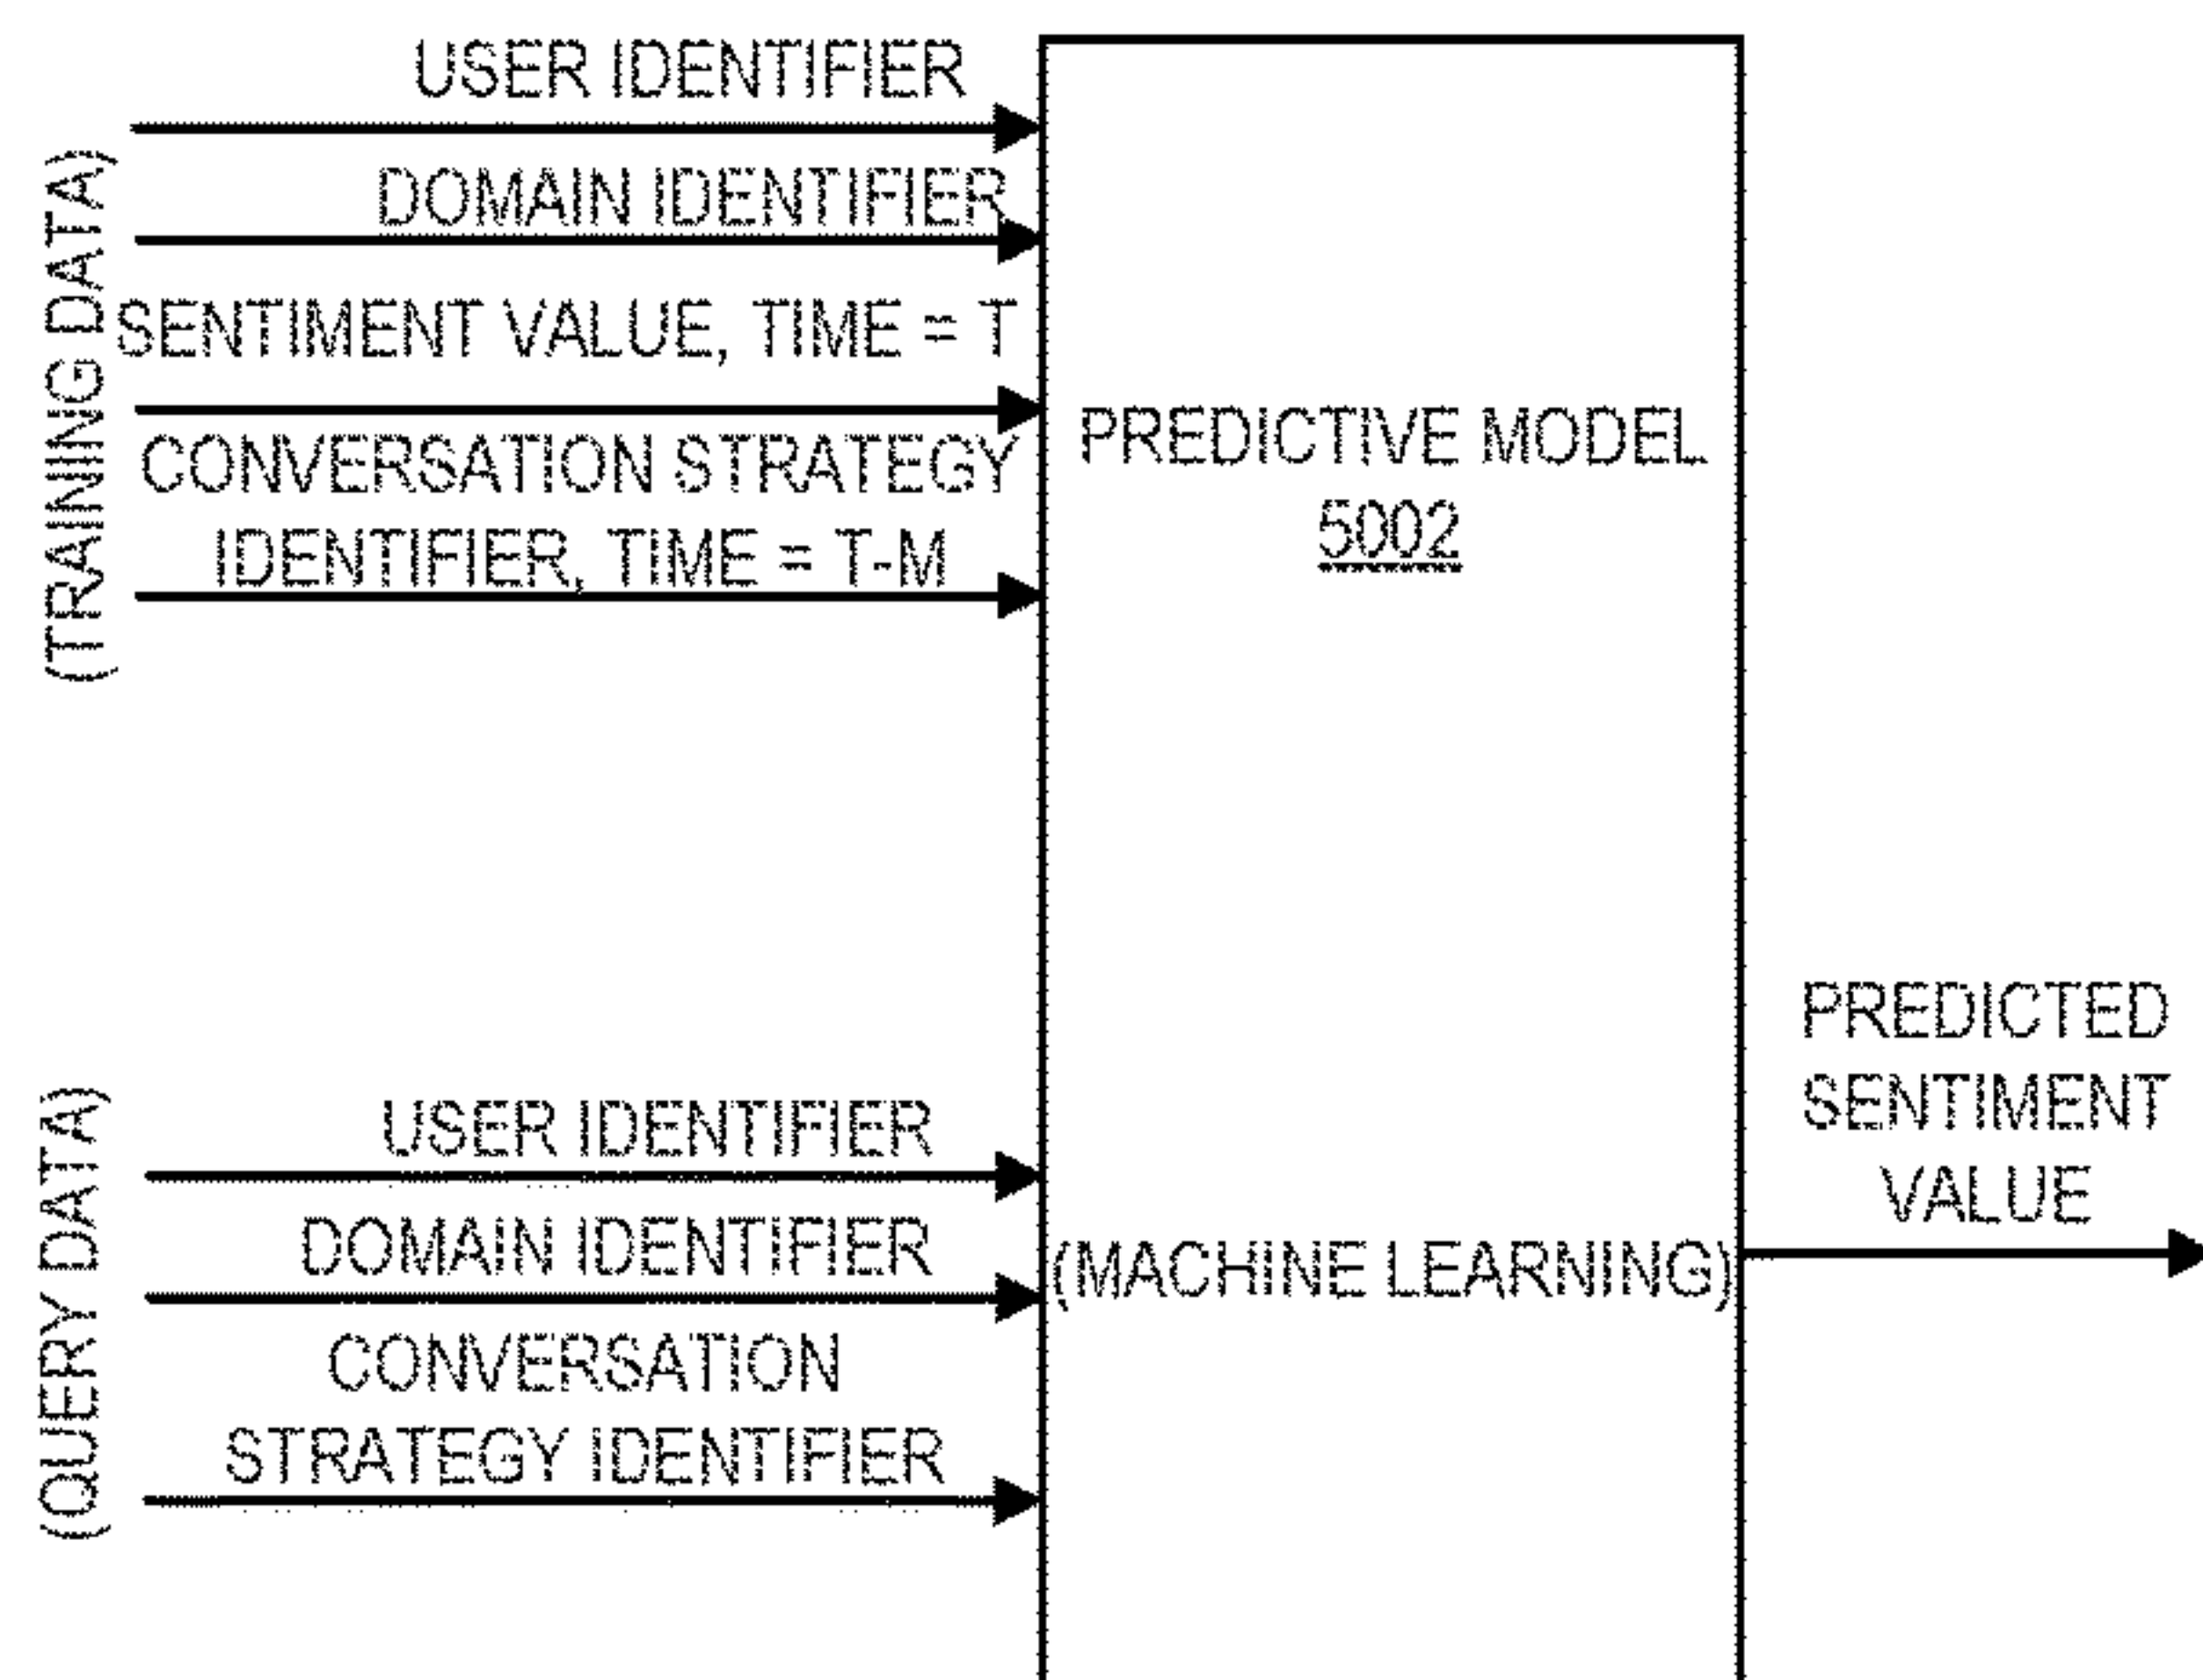 (TRAINING DATA)
USER IDENTIFIER
DOMAIN IDENTIFIER
SENTIMENT VALUE, TIME = T
CONVERSATION STRATEGY
IDENTIFIER, TIME = T-M
PREDICTIVE MODEL
5002
(QUERY DATA)
USER IDENTIFIER
DOMAIN IDENTIFIER
CONVERSATION
STRATEGY IDENTIFIER
(MACHINE LEARNING)
PREDICTED
SENTIMENT
VALUE